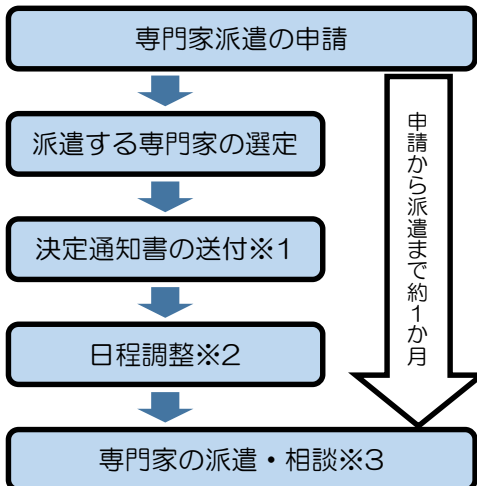 専門家派遣の申請
派遣する専門家の選定
決定通知書の送付※1
日程調整※2
専門家の派遣・相談※3
申請から派遣まで約1か月